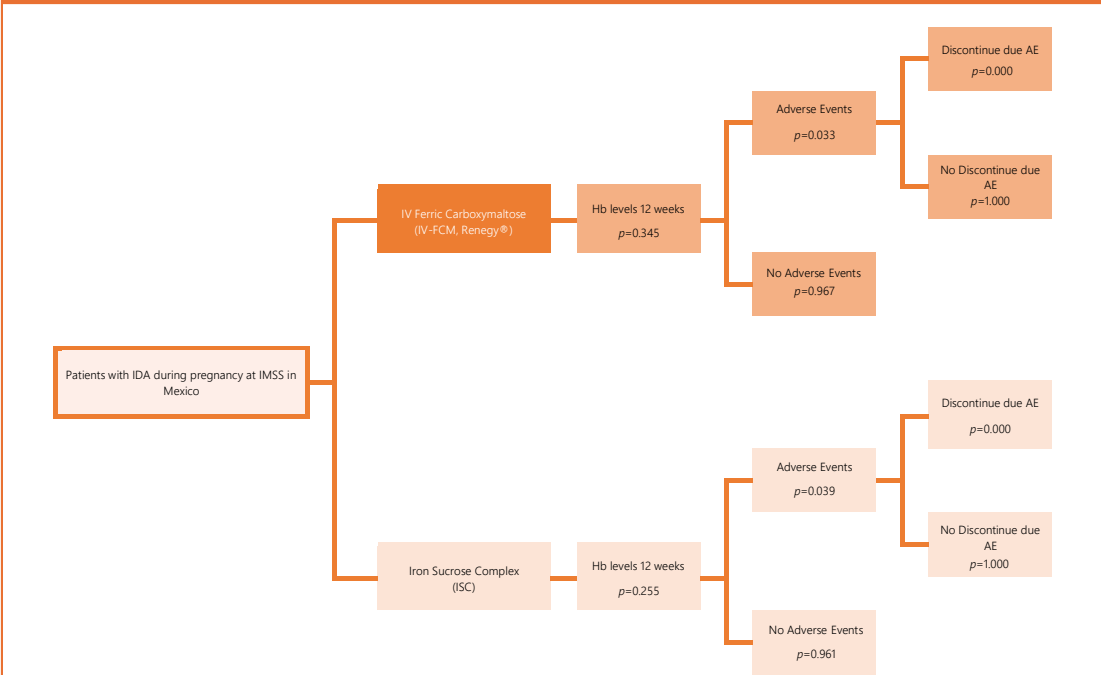 Patients with IDA during pregnancy at IMSS in
Mexico
IV Ferric Carboxymaltose
(IV-FCM, Renegy®)
Hb levels 12 weeks
p=0.345
Adverse Events
p=0.033
Discontinue due AE
p=0.000
No Discontinue due
AE
p=1.000
No Adverse Events
p=0.967
Iron Sucrose Complex
(ISC)
Hb levels 12 weeks
p=0.255
Adverse Events
p=0.039
Discontinue due AE
p=0.000
No Discontinue due
AE
p=1.000
No Adverse Events
p=0.961